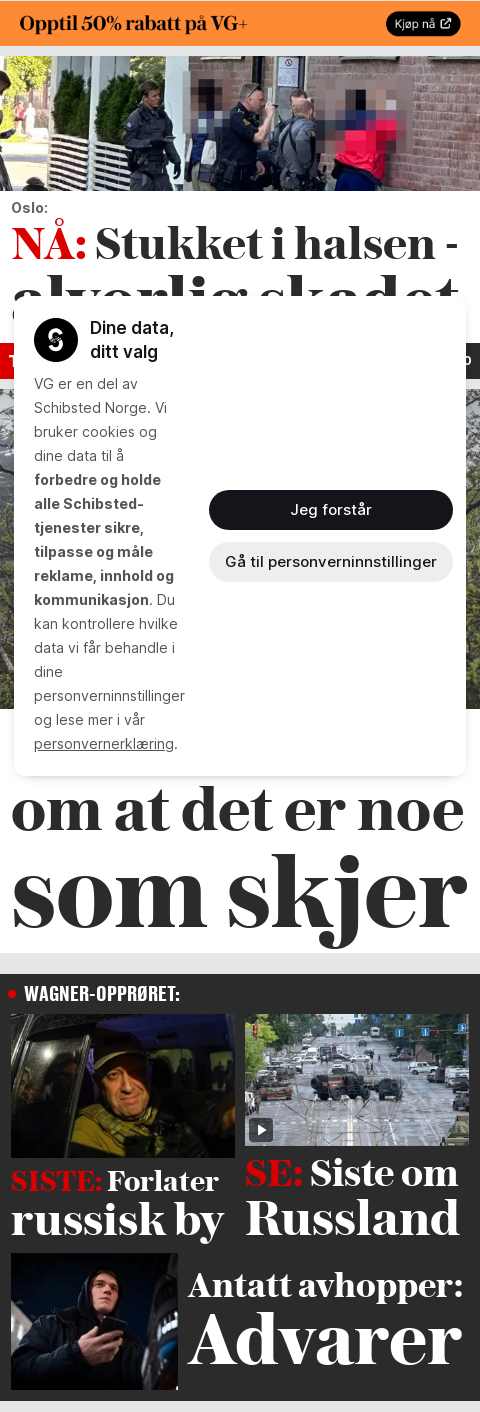 Opptil 50% rabatt på VG+
Kjøp nå
Oslo:
NÅ: Stukket i halsen -
alvorlig skadet
Dine data,
ditt valg
VG er en del av
Schibsted Norge. Vi
bruker cookies og
dine data til å
forbedre og holde
alle Schibsted-
tjenester sikre,
tilpasse og måle
reklame, innhold og
kommunikasjon. Du
kan kontrollere hvilke
data vi får behandle i
dine
personverninnstillinger
og lese mer i vår
personvernerklæring.
Jeg forstår
Gå til personverninnstillinger
om at det er noe
som skjer
WAGNER-OPPRØRET:
SISTE: Forlater
russisk by
SE: Siste om
Russland
Antatt avhopper:
Advarer